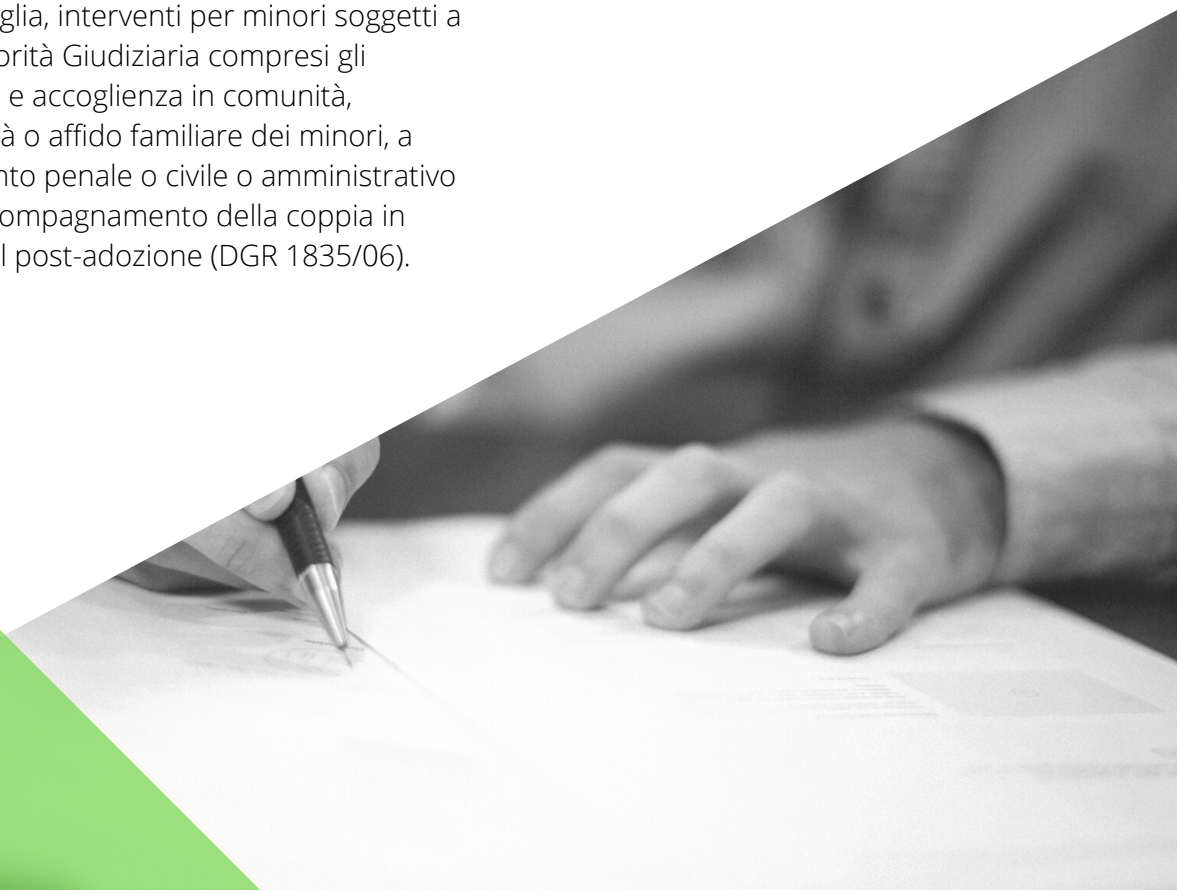 glia, interventi per minori soggetti a
orità Giudiziaria compresi gli
e accoglienza in comunità,
à o affido familiare dei minori, a
nto penale o civile o amministrativo
ompagnamento della coppia in
l post-adozione (DGR 1835/06).